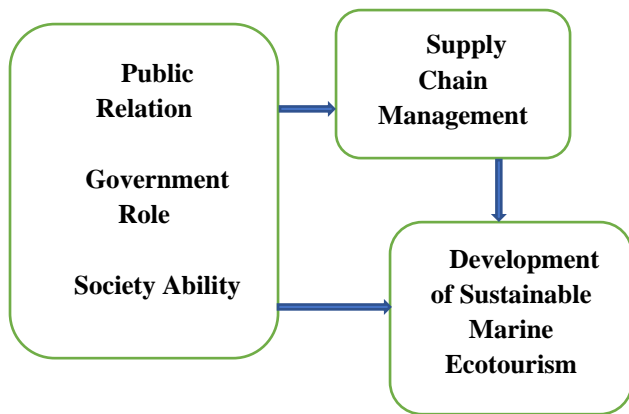 Public
Relation
Government
Role
Society Ability
Supply
Chain
Management
Development
of Sustainable
Marine
Ecotourism